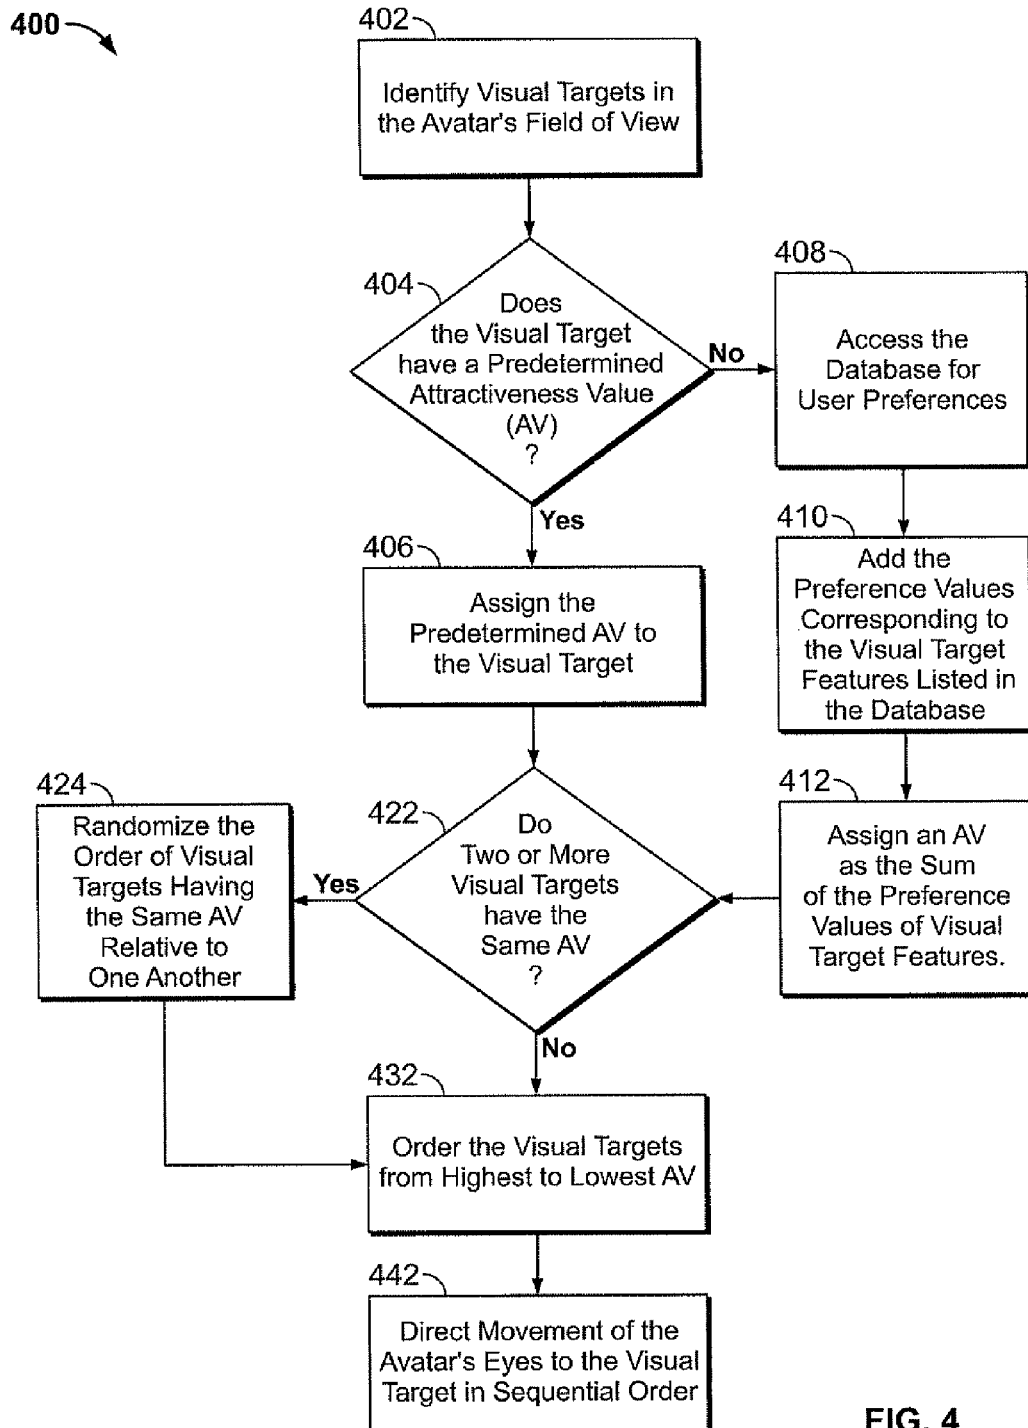 400
402
Identify Visual Targets in
the Avatar's Field of View
404
Does
the Visual Target
have a Predetermined
Attractiveness Value
(AV)
?
No
Yes
408
Access the
Database for
User Preferences
406
Assign the
Predetermined AV to
the Visual Target
410
Add the
Preference Values
Corresponding to
the Visual Target
Features Listed in
the Database
412
Assign an AV
as the Sum
of the Preference
Values of Visual
Target Features.
422
Do
Two or More
Visual Targets
have the
Same AV
?
Yes
No
424
Randomize the
Order of Visual
Targets Having
the Same AV
Relative to
One Another
432
Order the Visual Targets
from Highest to Lowest AV
442
Direct Movement of the
Avatar's Eyes to the Visual
Target in Sequential Order
FIG. 4